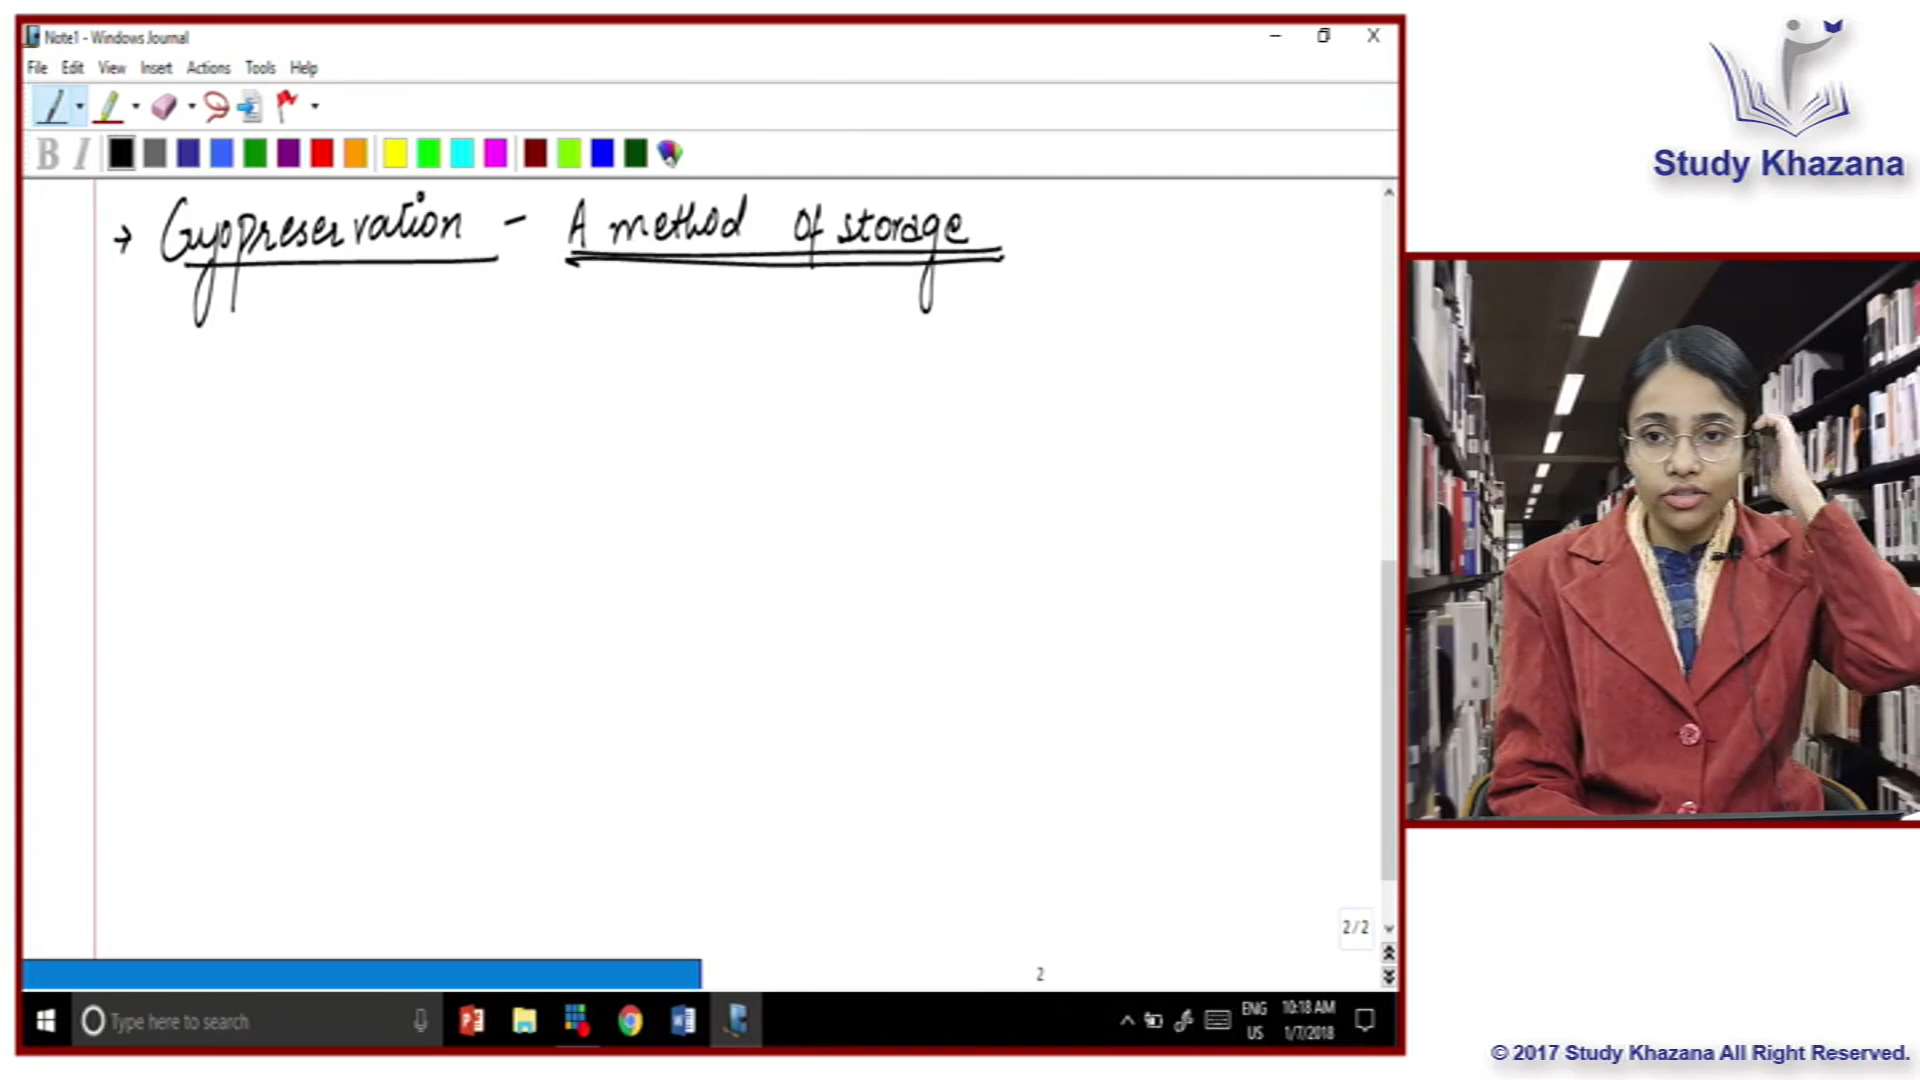 Note1 - Windows Journal
File Edit View Insert Actions Tools Help
B I
→ Cryopreservation - A method of storage
2/2
2
Type here to search
ENG
US
10:18 AM
1/7/2018
Study Khazana
© 2017 Study Khazana All Right Reserved.